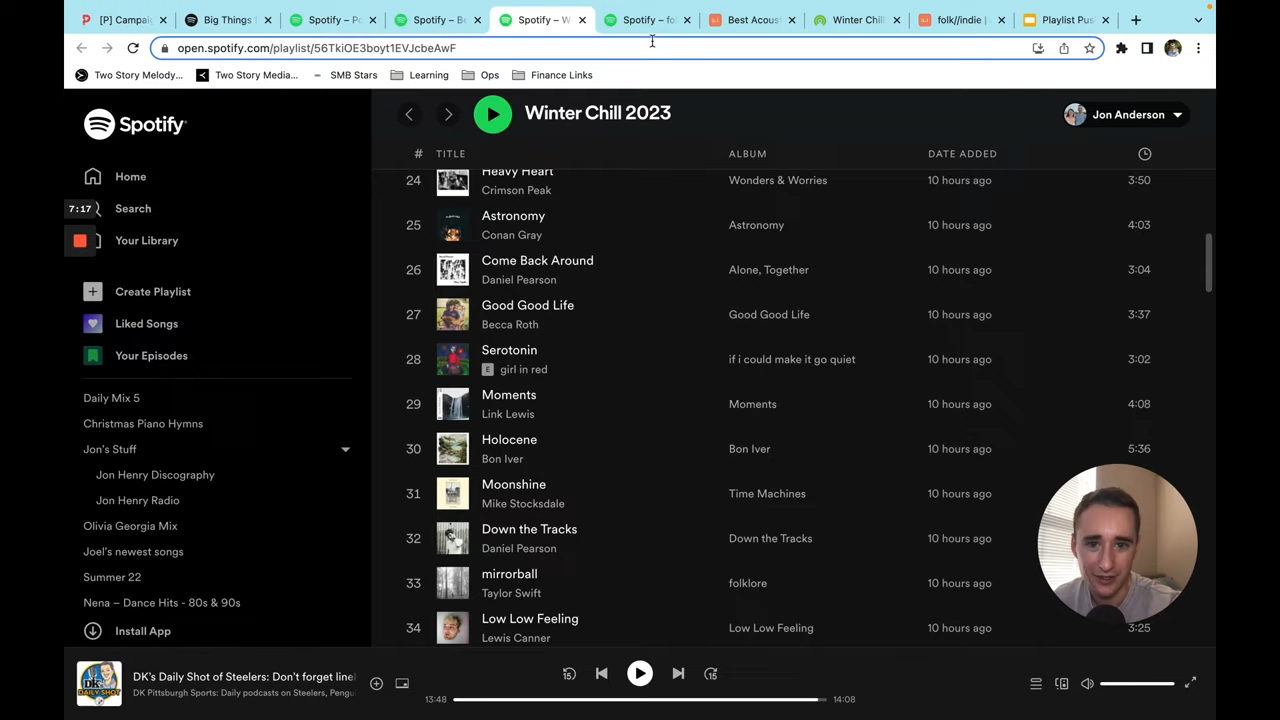 [P] Campai
Big Things S
Spotify – Po
Spotify – Be
Spotify – W
Spotify – fol
Best Acoust
Winter Chill
folk//indie |
Playlist Pus
open.spotify.com/playlist/56TkiOE3boyt1EVJcbeAwF
Two Story Melody...
Two Story Media...
SMB Stars
Learning
Ops
Finance Links
Spotify
Winter Chill 2023
Jon Anderson
# TITLE ALBUM DATE ADDED
Home
Search
Your Library
7:17
Create Playlist
Liked Songs
Your Episodes
Daily Mix 5
Christmas Piano Hymns
Jon's Stuff
Jon Henry Discography
Jon Henry Radio
Olivia Georgia Mix
Joel's newest songs
Summer 22
Nena – Dance Hits - 80s & 90s
Install App
24 Heavy Heart Wonders & Worries 10 hours ago 3:50
Crimson Peak
25 Astronomy Astronomy 10 hours ago 4:03
Conan Gray
26 Come Back Around Alone, Together 10 hours ago 3:04
Daniel Pearson
27 Good Good Life Good Good Life 10 hours ago 3:37
Becca Roth
28 Serotonin if i could make it go quiet 10 hours ago 3:02
E girl in red
29 Moments Moments 10 hours ago 4:08
Link Lewis
30 Holocene Bon Iver 10 hours ago 5:36
Bon Iver
31 Moonshine Time Machines 10 hours ago
Mike Stocksdale
32 Down the Tracks Down the Tracks 10 hours ago
Daniel Pearson
33 mirrorball folklore 10 hours ago
Taylor Swift
34 Low Low Feeling Low Low Feeling 10 hours ago 3:25
Lewis Canner
DK's Daily Shot of Steelers: Don't forget line
DK Pittsburgh Sports: Daily podcasts on Steelers, Pengu
15
15
13:48
14:08